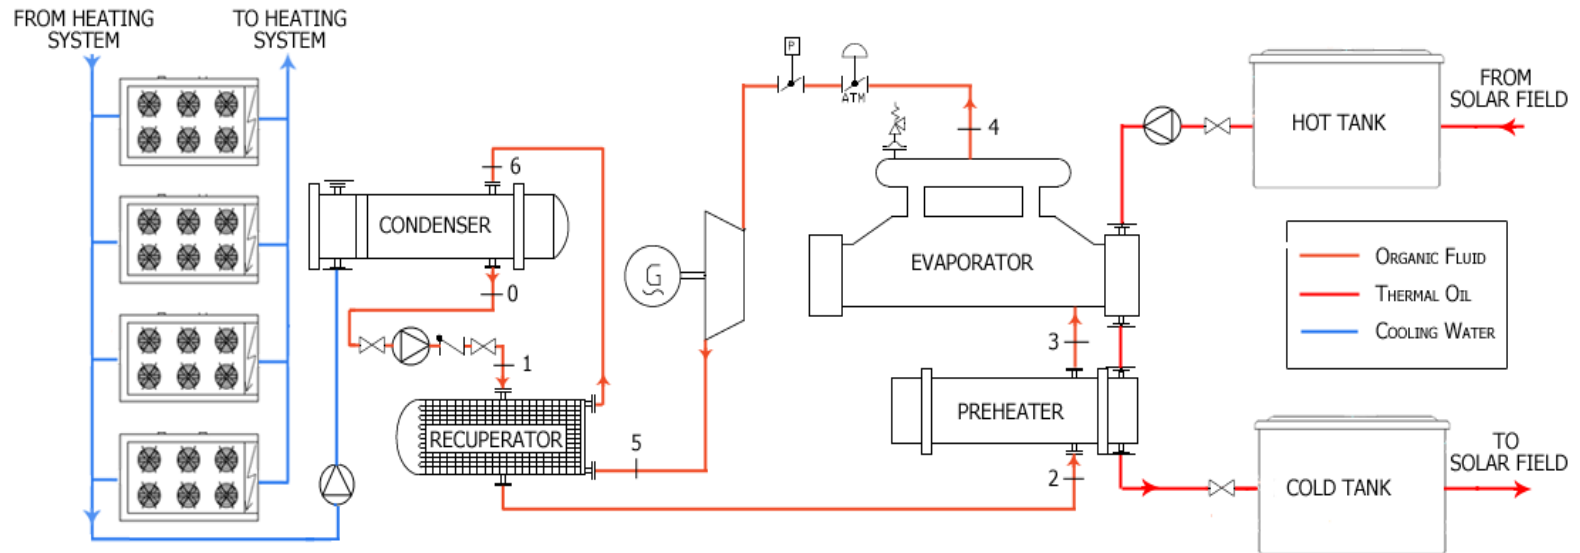 FROM HEATING
SYSTEM
TO HEATING
SYSTEM
P
ATM
4
FROM
SOLAR FIELD
HOT TANK
6
CONDENSER
0
G
EVAPORATOR
ORGANIC FLUID
THERMAL OIL
COOLING WATER
1
3
RECUPERATOR
5
PREHEATER
2
TO
SOLAR FIELD
COLD TANK